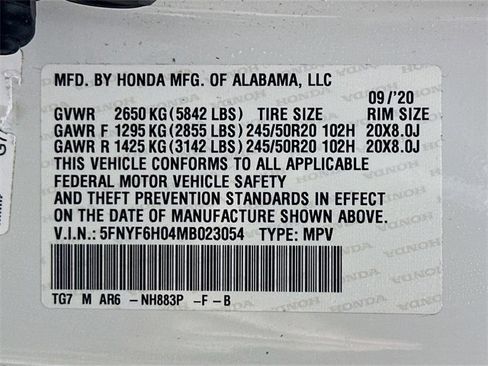 MFD. BY HONDA MFG. OF ALABAMA, LLC
09/'20
GVWR 2650 KG (5842 LBS) TIRE SIZE RIM SIZE
GAWR F 1295 KG (2855 LBS) 245/50R20 102H 20X8.0J
GAWR R 1425 KG (3142 LBS) 245/50R20 102H 20X8.0J
THIS VEHICLE CONFORMS TO ALL APPLICABLE
FEDERAL MOTOR VEHICLE SAFETY
AND THEFT PREVENTION STANDARDS IN EFFECT
ON THE DATE OF MANUFACTURE SHOWN ABOVE.
V.I.N.: 5FNYF6H04MB023054 TYPE: MPV
TG7 M AR6 - NH883P - F - B